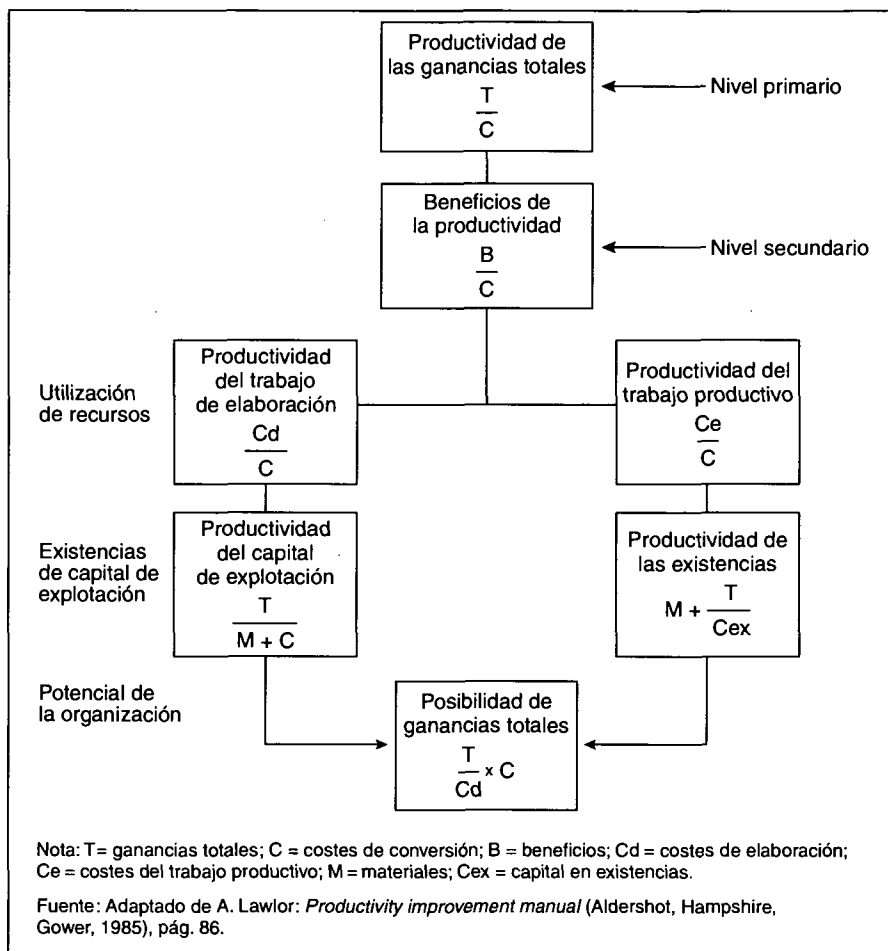 Productividad de
las ganancias totales
T
C
Nivel primario
Beneficios de
la productividad
B
C
Nivel secundario
Utilización
de recursos
Productividad
del trabajo
de elaboración
Cd
C
Productividad del
trabajo productivo
Ce
C
Existencias
de capital de
explotación
Productividad
del capital
de explotación
T
M + C
Productividad de
las existencias
M + T
Cex
Potencial de
la organización
Posibilidad de
ganancias totales
T
Cd x C
Nota: T= ganancias totales; C = costes de conversión; B = beneficios; Cd = costes de elaboración;
Ce = costes del trabajo productivo; M = materiales; Cex = capital en existencias.
Fuente: Adaptado de A. Lawlor: Productivity improvement manual (Aldershot, Hampshire,
Gower, 1985), pág. 86.